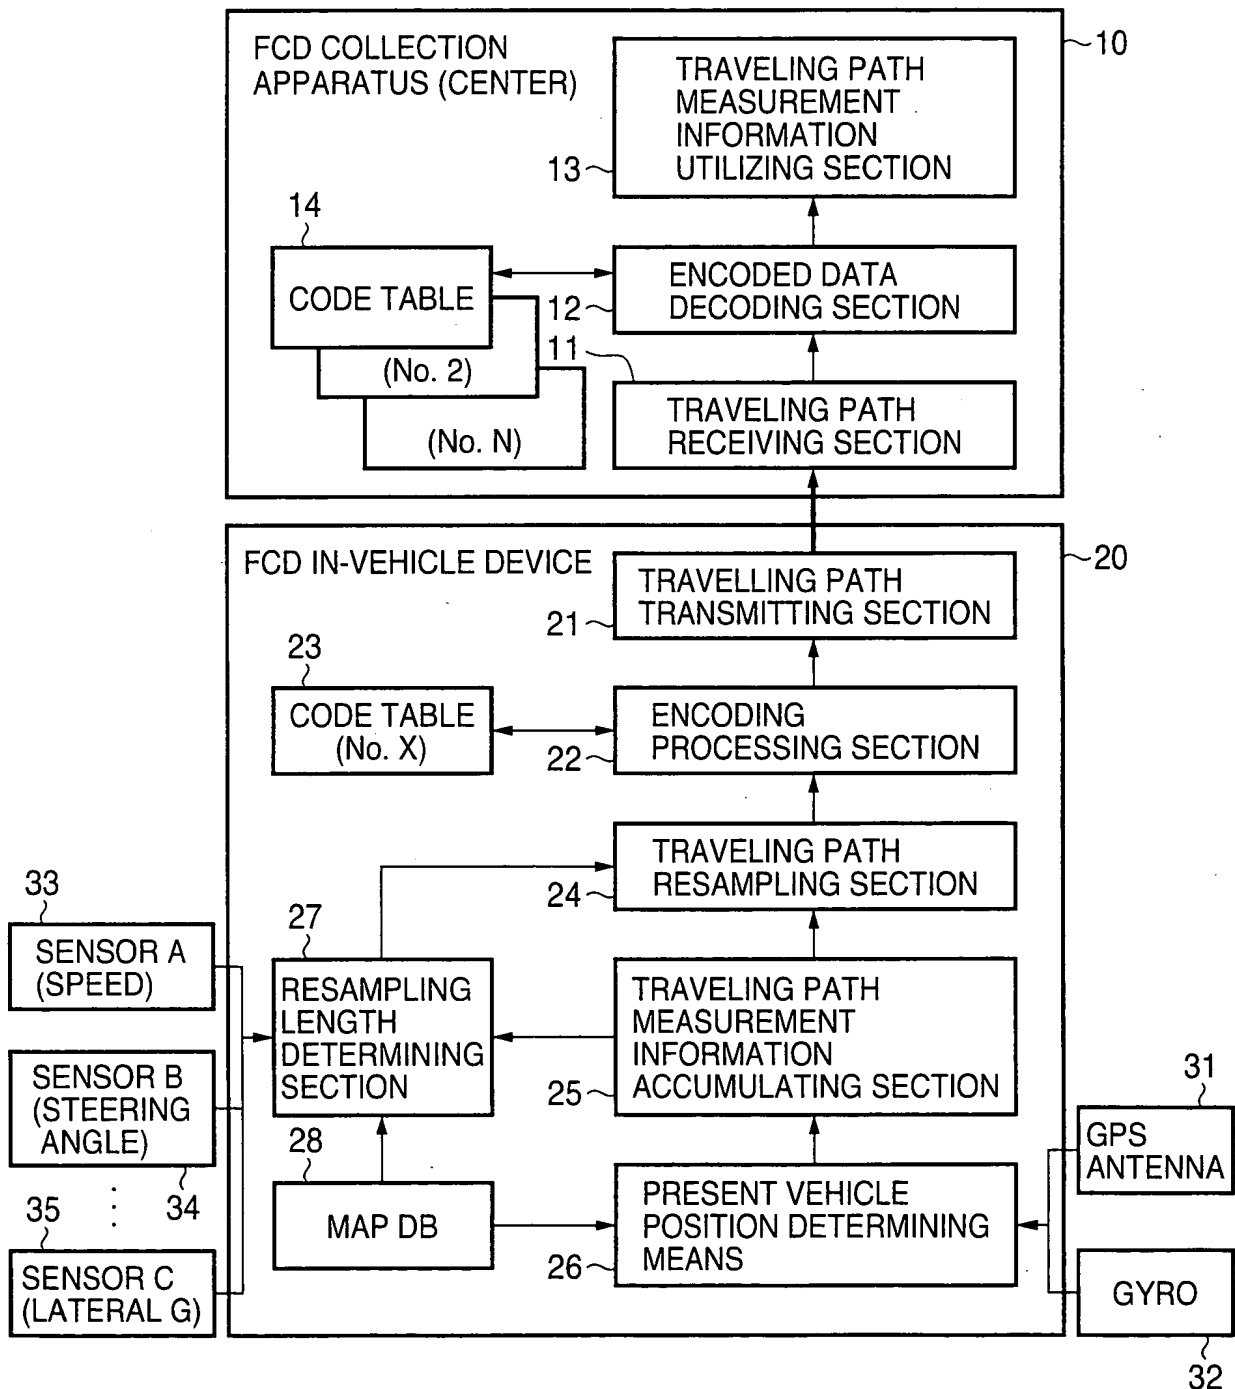 FCD COLLECTION
APPARATUS (CENTER)
10
TRAVELING PATH
MEASUREMENT
INFORMATION
UTILIZING SECTION
13
14
CODE TABLE
(No. 2)
(No. N)
ENCODED DATA
DECODING SECTION
12
11
TRAVELING PATH
RECEIVING SECTION
FCD IN-VEHICLE DEVICE
20
TRAVELLING PATH
TRANSMITTING SECTION
21
23
CODE TABLE
(No. X)
ENCODING
PROCESSING SECTION
22
TRAVELING PATH
RESAMPLING SECTION
24
33
SENSOR A
(SPEED)
27
RESAMPLING
LENGTH
DETERMINING
SECTION
TRAVELING PATH
MEASUREMENT
INFORMATION
ACCUMULATING SECTION
25
SENSOR B
(STEERING
ANGLE)
34
28
MAP DB
PRESENT VEHICLE
POSITION DETERMINING
MEANS
26
31
GPS
ANTENNA
35
SENSOR C
(LATERAL G)
GYRO
32